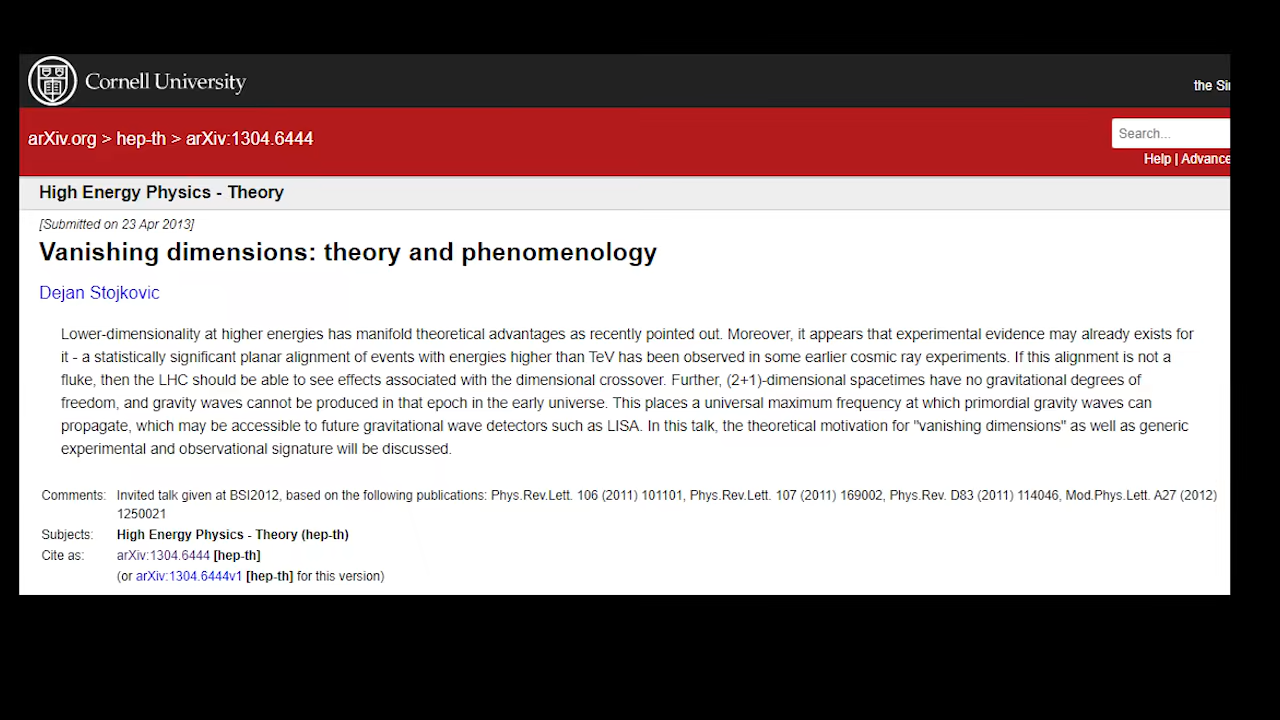 Cornell University
the Si
arXiv.org > hep-th > arXiv:1304.6444
Search...
Help | Advance
High Energy Physics - Theory
[Submitted on 23 Apr 2013]
Vanishing dimensions: theory and phenomenology
Dejan Stojkovic
Lower-dimensionality at higher energies has manifold theoretical advantages as recently pointed out. Moreover, it appears that experimental evidence may already exists for
it - a statistically significant planar alignment of events with energies higher than TeV has been observed in some earlier cosmic ray experiments. If this alignment is not a
fluke, then the LHC should be able to see effects associated with the dimensional crossover. Further, (2+1)-dimensional spacetimes have no gravitational degrees of
freedom, and gravity waves cannot be produced in that epoch in the early universe. This places a universal maximum frequency at which primordial gravity waves can
propagate, which may be accessible to future gravitational wave detectors such as LISA. In this talk, the theoretical motivation for "vanishing dimensions" as well as generic
experimental and observational signature will be discussed.
Comments: Invited talk given at BSI2012, based on the following publications: Phys.Rev.Lett. 106 (2011) 101101, Phys.Rev.Lett. 107 (2011) 169002, Phys.Rev. D83 (2011) 114046, Mod.Phys.Lett. A27 (2012)
1250021
Subjects: High Energy Physics - Theory (hep-th)
Cite as: arXiv:1304.6444 [hep-th]
(or arXiv:1304.6444v1 [hep-th] for this version)